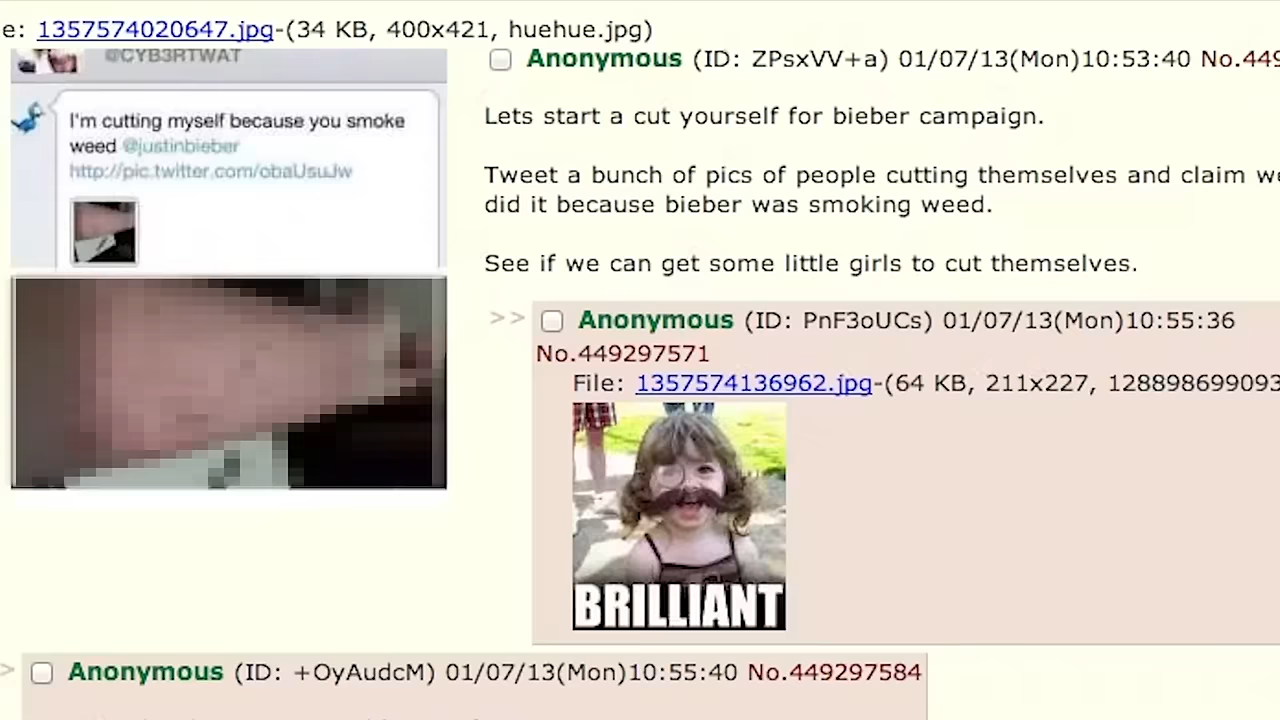 e: 1357574020647.jpg-(34 KB, 400x421, huehue.jpg)
@CYB3RTWAT
I'm cutting myself because you smoke
weed @justinbieber
http://pic.twitter.com/obaUsuJw
Anonymous (ID: ZPsxVV+a) 01/07/13(Mon)10:53:40 No.449
Lets start a cut yourself for bieber campaign.
Tweet a bunch of pics of people cutting themselves and claim we
did it because bieber was smoking weed.
See if we can get some little girls to cut themselves.
>> Anonymous (ID: PnF3oUCs) 01/07/13(Mon)10:55:36
No.449297571
File: 1357574136962.jpg-(64 KB, 211x227, 128898699093
BRILLIANT
> Anonymous (ID: +OyAudcM) 01/07/13(Mon)10:55:40 No.449297584